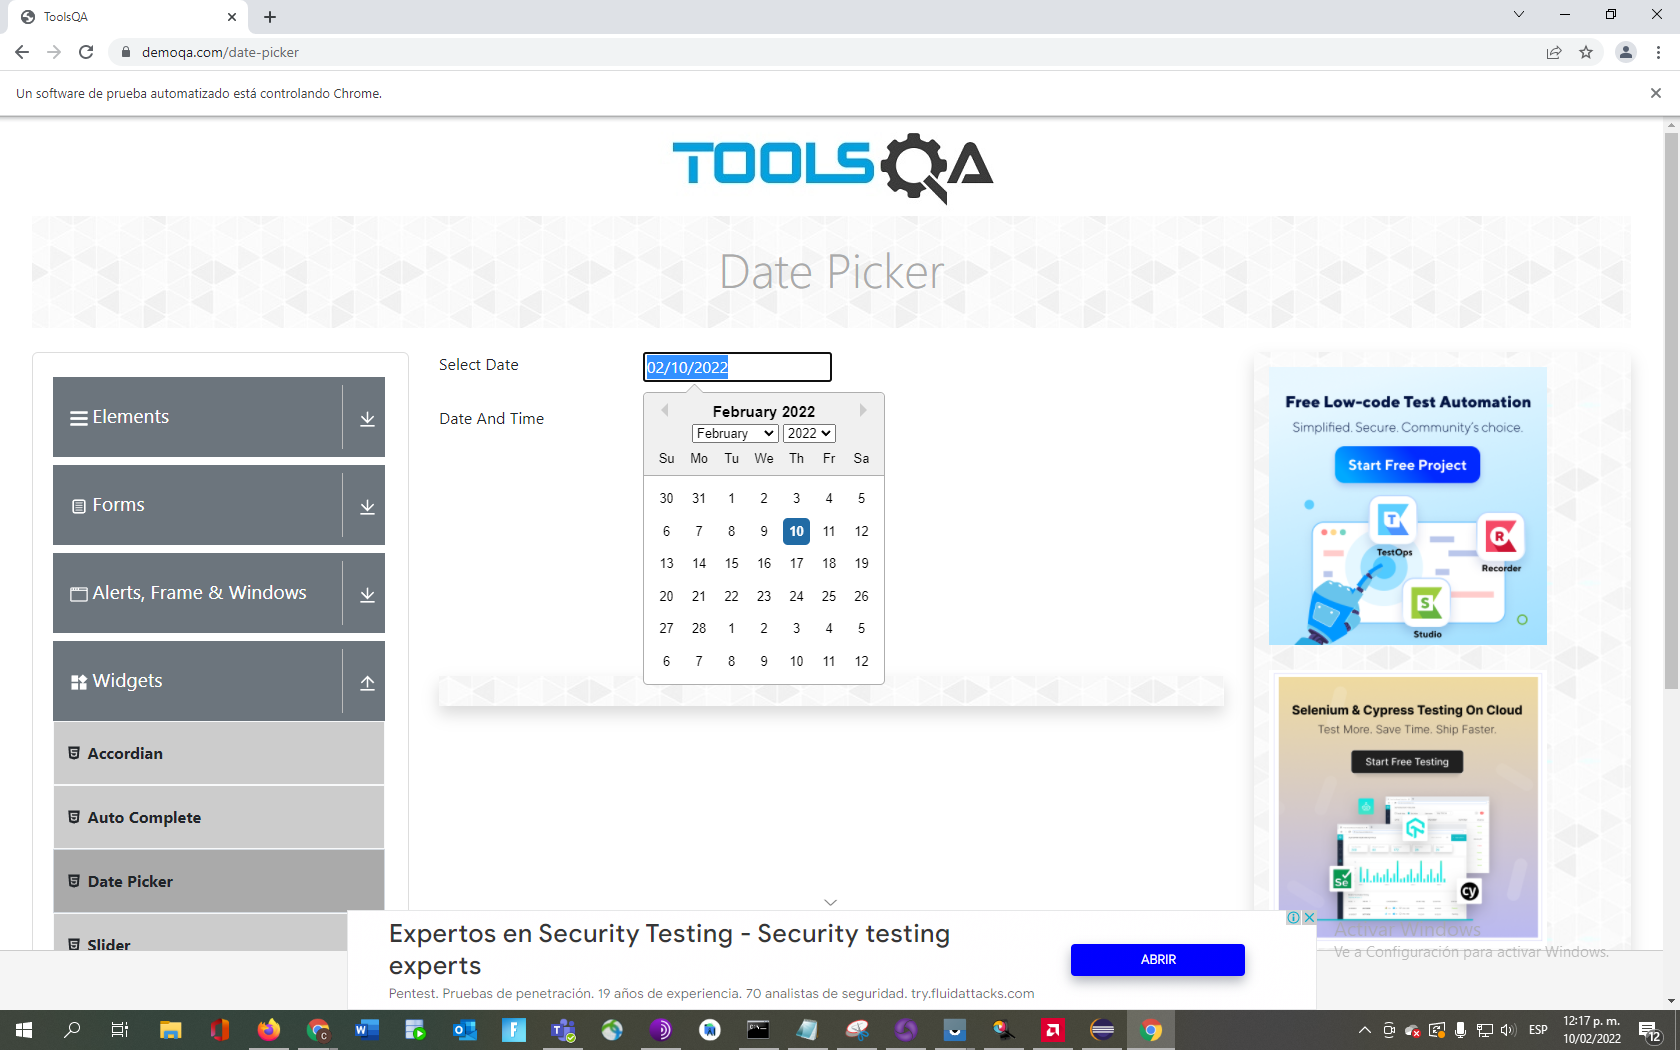 ToolsQA
demoqa.com/date-picker
Un software de prueba automatizado está controlando Chrome.
TOOLSQA
Date Picker
Elements
Forms
Alerts, Frame & Windows
Widgets
Accordian
Auto Complete
Date Picker
Slider
Select Date
02/10/2022
Date And Time
February 2022
February 2022
Su Mo Tu We Th Fr Sa
30 31 1 2 3 4 5
6 7 8 9 10 11 12
13 14 15 16 17 18 19
20 21 22 23 24 25 26
27 28 1 2 3 4 5
6 7 8 9 10 11 12
Free Low-code Test Automation
Simplified. Secure. Community's choice.
Start Free Project
TestOps
Recorder
Studio
Selenium & Cypress Testing On Cloud
Test More. Save Time. Ship Faster.
Start Free Testing
Se
cy
Activar Windows
Ve a Configuración para activar Windows.
Expertos en Security Testing - Security testing
experts
Pentest. Pruebas de penetración. 19 años de experiencia. 70 analistas de seguridad. try.fluidattacks.com
ABRIR
ESP
12:17 p. m.
10/02/2022
12